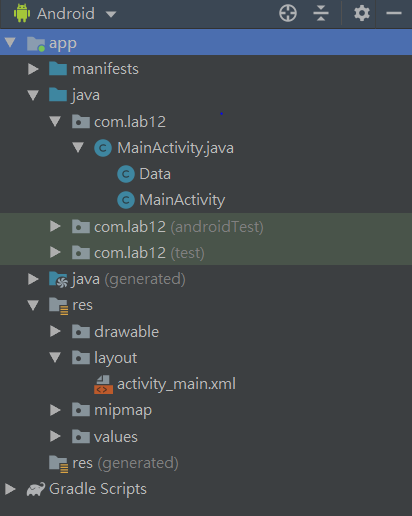 Android
app
manifests
java
com.lab12
MainActivity.java
Data
MainActivity
com.lab12 (androidTest)
com.lab12 (test)
java (generated)
res
drawable
layout
activity_main.xml
mipmap
values
res (generated)
Gradle Scripts